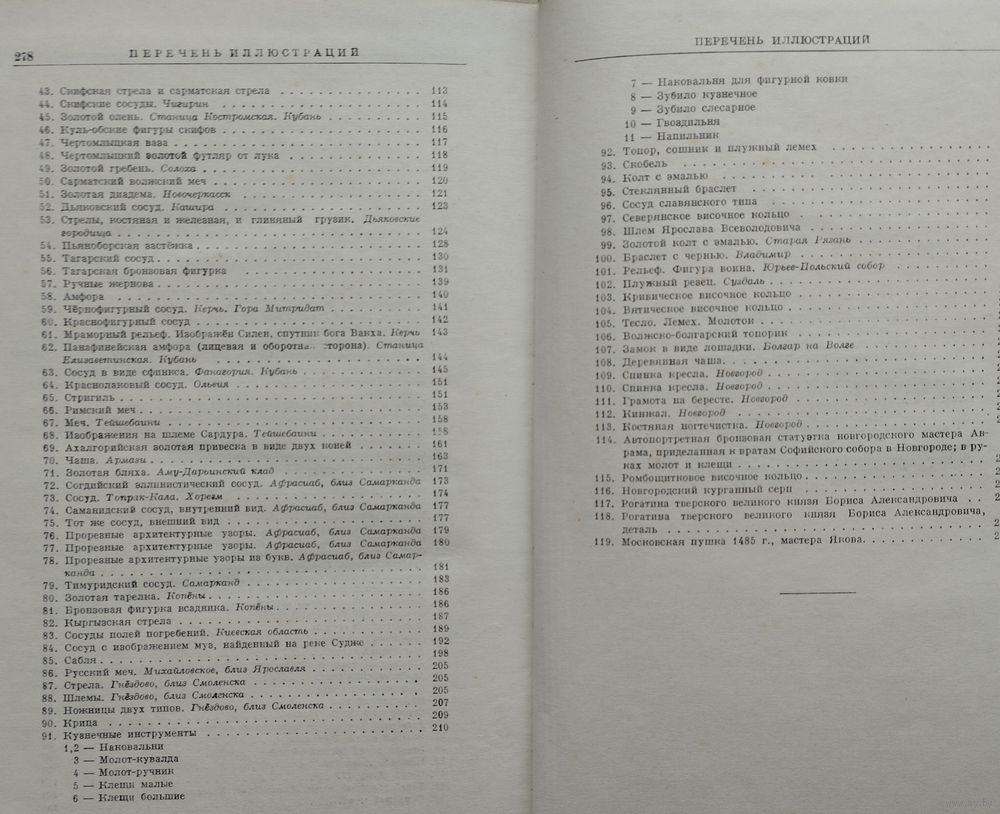 278
ПЕРЕЧЕНЬ ИЛЛЮСТРАЦИЙ
43. Скифская стрела и сарматская стрела . . . . . . . . . . . . . 113
44. Скифские сосуды. Чигирин . . . . . . . . . . . . . . . . . 114
45. Золотой олень. Станица Костромская. Кубань . . . . . . . . . 115
46. Куль-обские фигуры скифов . . . . . . . . . . . . . . . . . 116
47. Чертомлыцкая ваза . . . . . . . . . . . . . . . . . . . . . 117
48. Чертомлыцкий золотой футляр от лука . . . . . . . . . . . . 118
49. Золотой гребень. Солоха . . . . . . . . . . . . . . . . . . 119
50. Сарматский волжский меч . . . . . . . . . . . . . . . . . . 120
51. Золотая диадема. Новочеркасск . . . . . . . . . . . . . . . 121
52. Дьяковский сосуд. Кашира . . . . . . . . . . . . . . . . . 123
53. Стрелы, костяная и железная, и глиняный грузик. Дьяковские
городища . . . . . . . . . . . . . . . . . . . . . . . . . 124
54. Пьяноборская застёжка . . . . . . . . . . . . . . . . . . . 128
55. Тагарский сосуд . . . . . . . . . . . . . . . . . . . . . . 130
56. Тагарская бронзовая фигурка . . . . . . . . . . . . . . . . 131
57. Ручные жернова . . . . . . . . . . . . . . . . . . . . . . 139
58. Амфора . . . . . . . . . . . . . . . . . . . . . . . . . . 140
59. Чёрнофигурный сосуд. Керчь. Гора Митридат . . . . . . . . . 141
60. Краснофигурный сосуд . . . . . . . . . . . . . . . . . . . 142
61. Мраморный рельеф. Изображён Силен, спутник бога Вакха. Керчь 143
62. Панафинейская амфора (лицевая и оборотна.. сторона). Станица
Елизаветинская. Кубань . . . . . . . . . . . . . . . . . . 144
63. Сосуд в виде сфинкса. Фанагория. Кубань . . . . . . . . . . 145
64. Краснолаковый сосуд. Ольвия . . . . . . . . . . . . . . . . 151
65. Стригиль . . . . . . . . . . . . . . . . . . . . . . . . . 151
66. Римский меч . . . . . . . . . . . . . . . . . . . . . . . . 153
67. Меч. Тейшебаини . . . . . . . . . . . . . . . . . . . . . . 158
68. Изображения на шлеме Сардура. Тейшебаини . . . . . . . . . 158
69. Ахалгорийская золотая привеска в виде двух коней . . . . . . 161
70. Чаша. Армази . . . . . . . . . . . . . . . . . . . . . . . 163
71. Золотая бляха. Аму-Дарьинский клад . . . . . . . . . . . . 171
72. Согдийский эллинистический сосуд. Афрасиаб, близ Самарканда 173
73. Сосуд. Топрак-Кала. Хорезм . . . . . . . . . . . . . . . . 174
74. Саманидский сосуд, внутренний вид. Афрасиаб, близ Самарканда 177
75. Тот же сосуд, внешний вид . . . . . . . . . . . . . . . . . 177
76. Прорезные архитектурные узоры. Афрасиаб, близ Самарканда 179
77. Прорезные архитектурные узоры. Афрасиаб, близ Самарканда 180
78. Прорезные архитектурные узоры из букв. Афрасиаб, близ Самар-
канда . . . . . . . . . . . . . . . . . . . . . . . . . . . 181
79. Тимуридский сосуд. Самарканд . . . . . . . . . . . . . . . 183
80. Золотая тарелка. Копёны . . . . . . . . . . . . . . . . . . 186
81. Бронзовая фигурка всадника. Копёны . . . . . . . . . . . . 186
82. Кыргызская стрела . . . . . . . . . . . . . . . . . . . . . 187
83. Сосуды полей погребений. Киевская область . . . . . . . . . 189
84. Сосуд с изображением муз, найденный на реке Судже . . . . . 192
85. Сабля . . . . . . . . . . . . . . . . . . . . . . . . . . . 198
86. Русский меч. Михайловское, близ Ярославля . . . . . . . . . 205
87. Стрела. Гнёздово, близ Смоленска . . . . . . . . . . . . . 205
88. Шлемы. Гнёздово, близ Смоленска . . . . . . . . . . . . . . 205
89. Ножницы двух типов. Гнёздово, близ Смоленска . . . . . . . 207
90. Крица . . . . . . . . . . . . . . . . . . . . . . . . . . . 209
91. Кузнечные инструменты . . . . . . . . . . . . . . . . . . . 210
1,2 — Наковальни
3 — Молот-кувалда
4 — Молот-ручник
5 — Клещи малые
6 — Клещи большие
ПЕРЕЧЕНЬ ИЛЛЮСТРАЦИЙ
7 — Наковальня для фигурной ковки
8 — Зубило кузнечное
9 — Зубило слесарное
10 — Гвоздильня
11 — Напильник
92. Топор, сошник и плужный лемех . . . . . . . . . . .
93. Скобель . . . . . . . . . . . . . . . . . . . . .
94. Колт с эмалью . . . . . . . . . . . . . . . . . .
95. Стеклянный браслет . . . . . . . . . . . . . . . .
96. Сосуд славянского типа . . . . . . . . . . . . . .
97. Северянское височное кольцо . . . . . . . . . . . .
98. Шлем Ярослава Всеволодовича . . . . . . . . . . . .
99. Золотой колт с эмалью. Старая Рязань . . . . . . . .
100. Браслет с чернью. Владимир . . . . . . . . . . . .
101. Рельеф. Фигура воина. Юрьев-Польский собор . . . . .
102. Плужный резец. Суздаль . . . . . . . . . . . . . .
103. Кривическое височное кольцо . . . . . . . . . . . .
104. Вятическое височное кольцо . . . . . . . . . . . .
105. Тесло. Лемех. Молоток . . . . . . . . . . . . . . .
106. Волжско-болгарский топорик . . . . . . . . . . . .
107. Замок в виде лошадки. Болгар на Волге . . . . . . .
108. Деревянная чаша. . . . . . . . . . . . . . . . . .
109. Спинка кресла. Новгород . . . . . . . . . . . . . .
110. Спинка кресла. Новгород . . . . . . . . . . . . . .
111. Грамота на бересте. Новгород . . . . . . . . . . .
112. Кинжал. Новгород . . . . . . . . . . . . . . . . .
113. Костяная ногтечистка. Новгород . . . . . . . . . .
114. Автопортретная бронзовая статуэтка новгородского мастера Ав-
рама, приделанная к вратам Софийского собора в Новгороде; в ру-
ках молот и клещи . . . . . . . . . . . . . . . . . 2
115. Ромбощитковое височное кольцо . . . . . . . . . . . 2
116. Новгородский курганный серп . . . . . . . . . . . . 2
117. Рогатина тверского великого князя Бориса Александровича . . 2
118. Рогатина тверского великого князя Бориса Александровича,
деталь . . . . . . . . . . . . . . . . . . . . . . 2
119. Московская пушка 1485 г., мастера Якова. . . . . . . 2